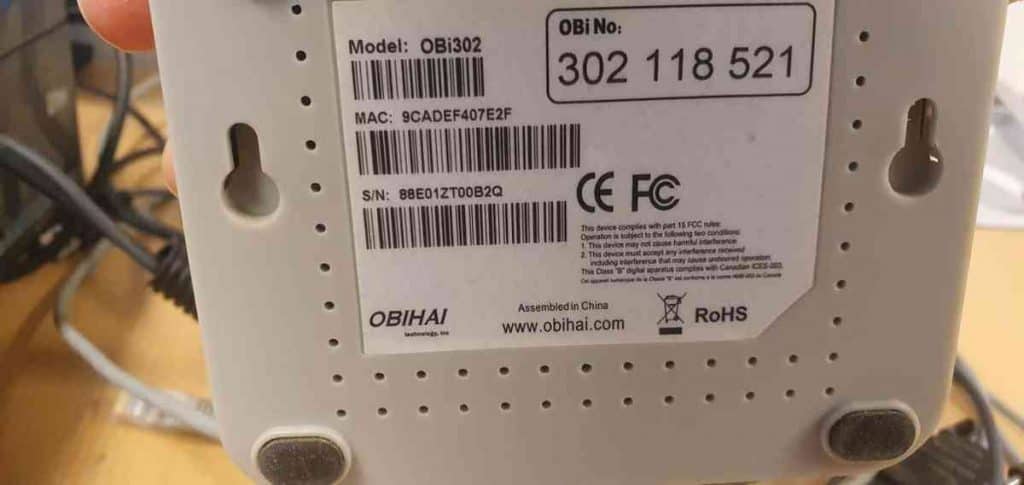 Model: OBi302
OBi No:
302 118 521
MAC: 9CADEF407E2F
S/N: 88E01ZT00B2Q
CE FC
This device complies with part 15 FCC rules:
Operation is subject to the following two conditions:
1. This device may not cause harmful interference.
2. This device must accept any interference received
including interference that may cause undesired operation.
This Class "B" digital apparatus complies with Canadian ICES-003.
OBIHAI
technology, inc
Assembled in China
www.obihai.com
RoHS